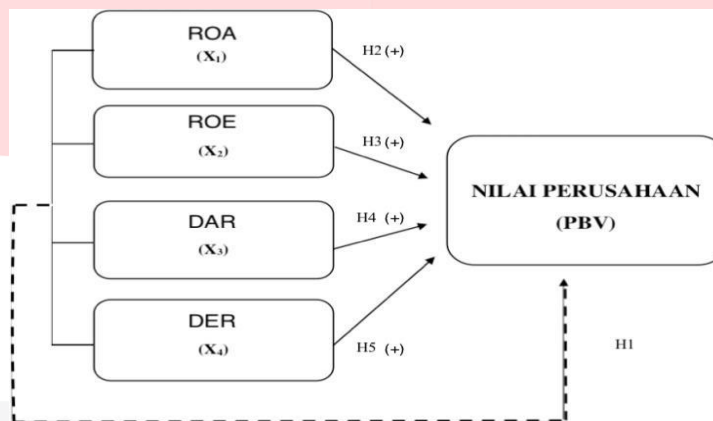 ROA
(X₁)
H2 (+)
ROE
(X₂)
H3 (+)
NILAI PERUSAHAAN
(PBV)
DAR
(X₃)
H4 (+)
DER
(X₄)
H5 (+)
H1